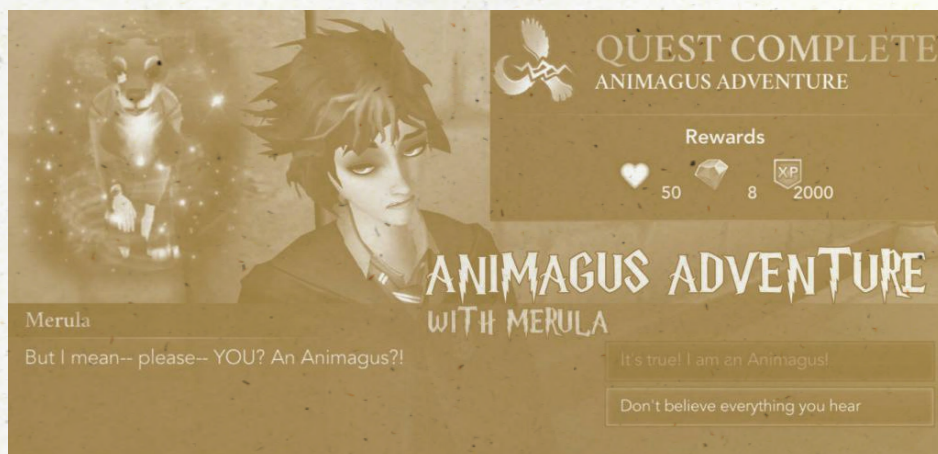 QUEST COMPLETE
ANIMAGUS ADVENTURE
Rewards
50
8
XP
2000
ANIMAGUS ADVENTURE
WITH MERULA
Merula
But I mean-- please-- YOU? An Animagus?!
It's true! I am an Animagus!
Don't believe everything you hear